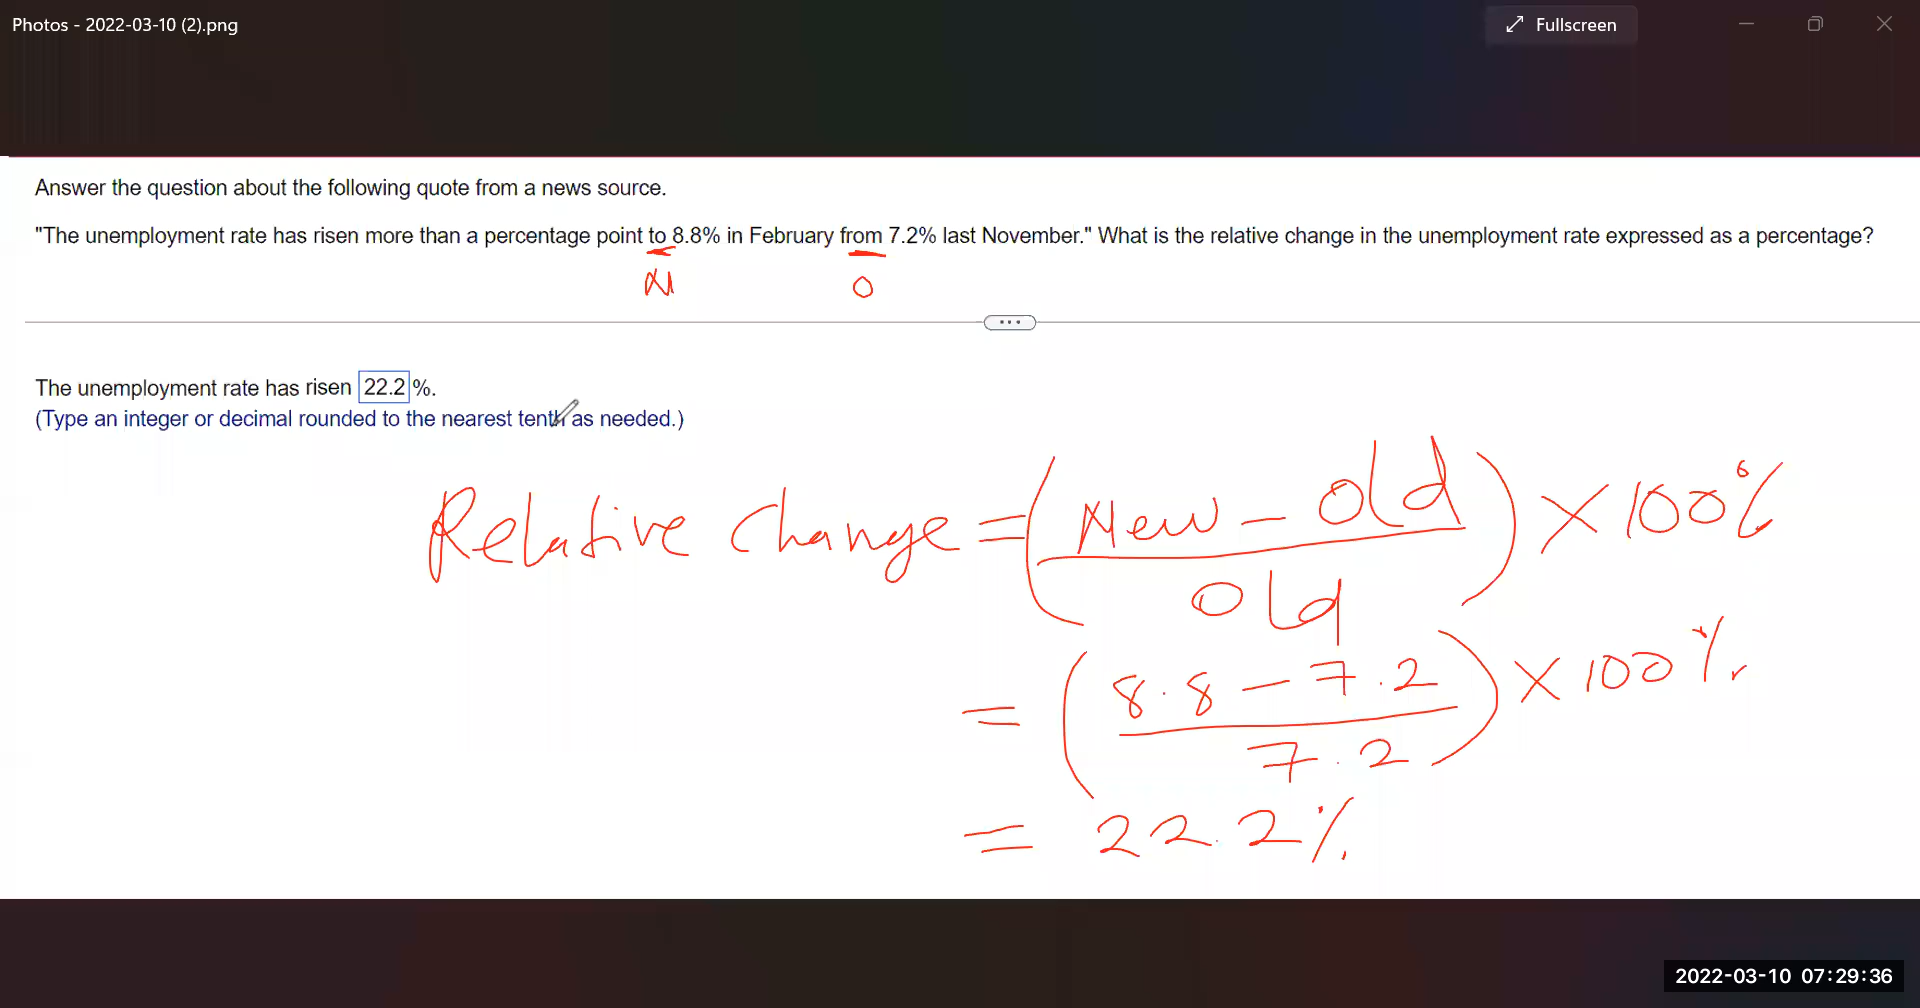 Photos - 2022-03-10 (2).png
Fullscreen
Answer the question about the following quote from a news source.
"The unemployment rate has risen more than a percentage point to 8.8% in February from 7.2% last November." What is the relative change in the unemployment rate expressed as a percentage?
N O
The unemployment rate has risen 22.2 %.
(Type an integer or decimal rounded to the nearest tenth as needed.)
Relative change = (New - Old / Old) × 100%
= (8.8 - 7.2 / 7.2) × 100%
= 22.2%
2022-03-10 07:29:36